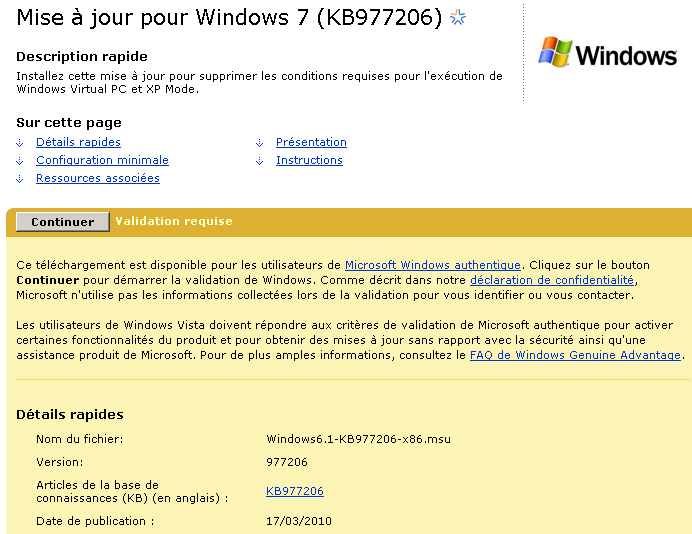 Mise à jour pour Windows 7 (KB977206)
Windows
Description rapide
Installez cette mise à jour pour supprimer les conditions requises pour l'exécution de
Windows Virtual PC et XP Mode.
Sur cette page
Détails rapides
Présentation
Configuration minimale
Instructions
Ressources associées
Continuer Validation requise
Ce téléchargement est disponible pour les utilisateurs de Microsoft Windows authentique. Cliquez sur le bouton
Continuer pour démarrer la validation de Windows. Comme décrit dans notre déclaration de confidentialité,
Microsoft n'utilise pas les informations collectées lors de la validation pour vous identifier ou vous contacter.
Les utilisateurs de Windows Vista doivent répondre aux critères de validation de Microsoft authentique pour activer
certaines fonctionnalités du produit et pour obtenir des mises à jour sans rapport avec la sécurité ainsi qu'une
assistance produit de Microsoft. Pour de plus amples informations, consultez le FAQ de Windows Genuine Advantage.
Détails rapides
Nom du fichier: Windows6.1-KB977206-x86.msu
Version: 977206
Articles de la base de
connaissances (KB) (en anglais) : KB977206
Date de publication : 17/03/2010